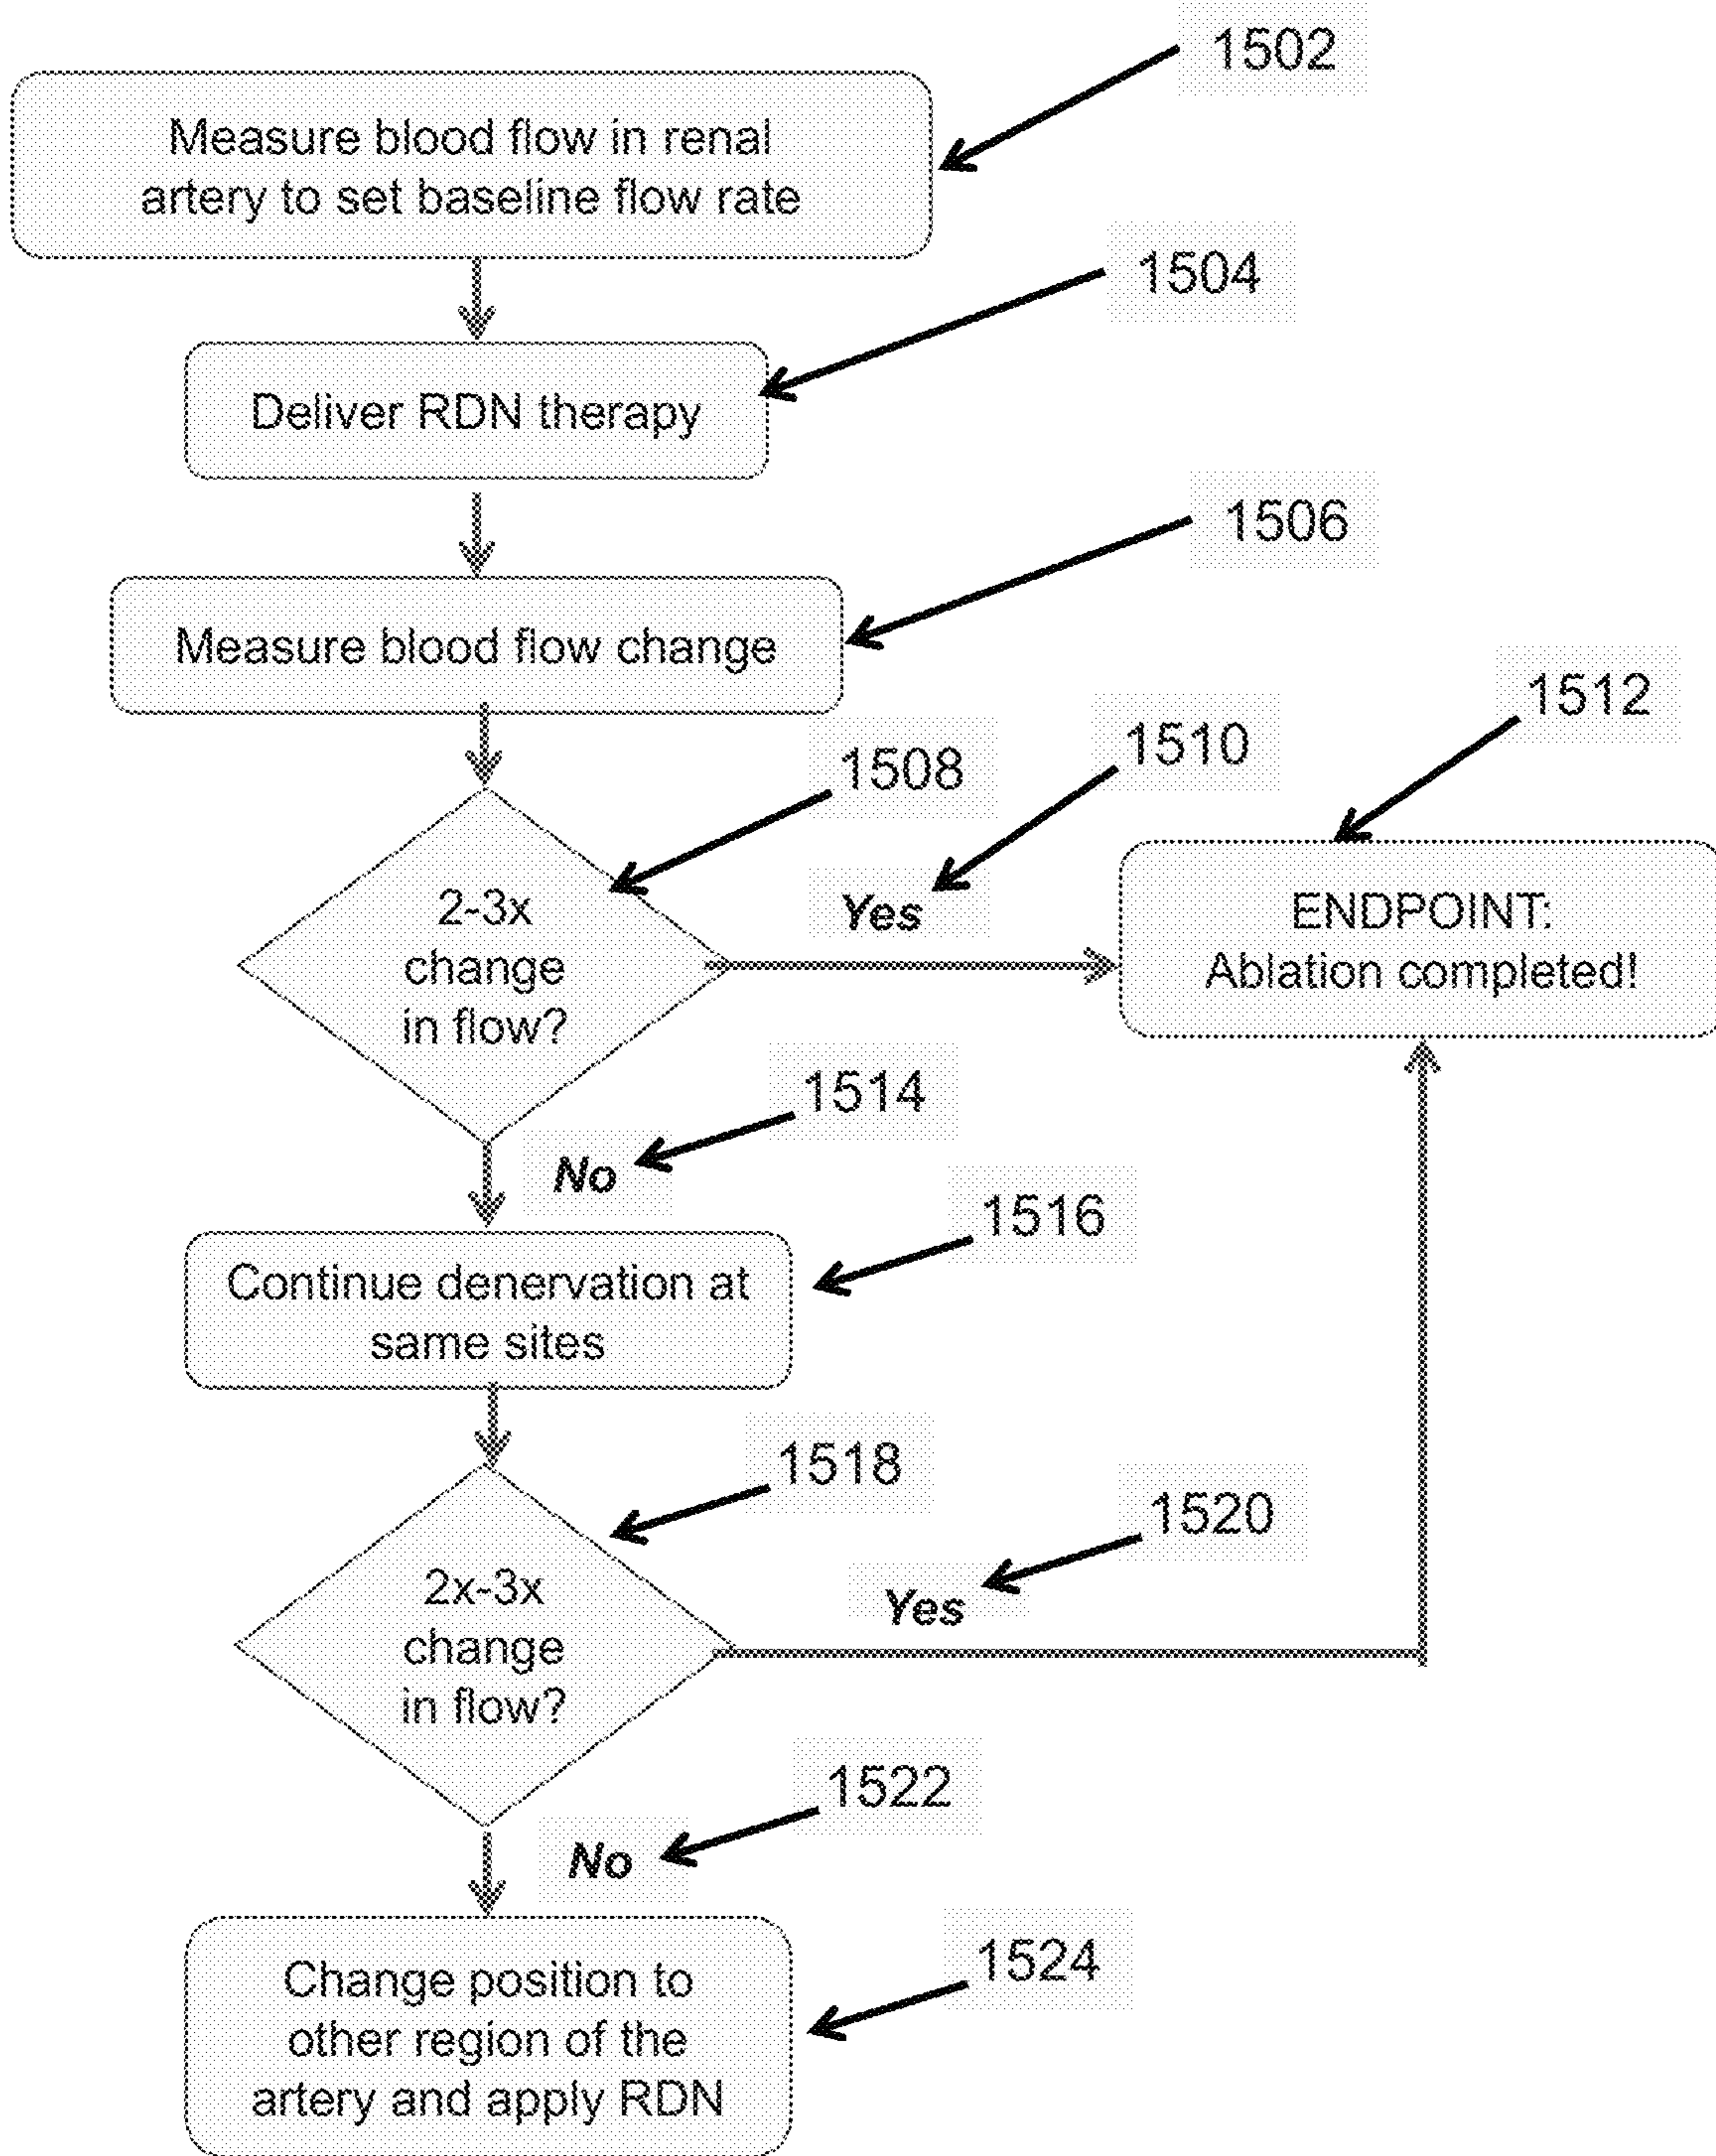 1502
Measure blood flow in renal
artery to set baseline flow rate
1504
Deliver RDN therapy
1506
Measure blood flow change
1508
1510
1512
2-3x
change
in flow?
Yes
ENDPOINT:
Ablation completed!
1514
No
1516
Continue denervation at
same sites
1518
1520
2x-3x
change
in flow?
Yes
1522
No
1524
Change position to
other region of the
artery and apply RDN